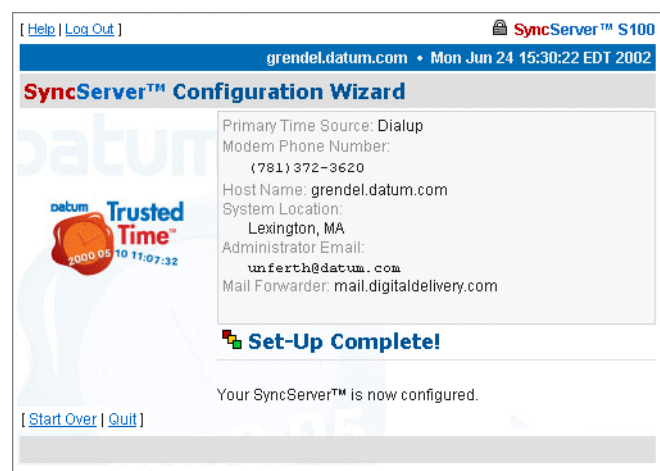 [ Help | Log Out ]
SyncServer™ S100
grendel.datum.com • Mon Jun 24 15:30:22 EDT 2002
SyncServer™ Configuration Wizard
Primary Time Source: Dialup
Modem Phone Number:
(781)372-3620
Host Name: grendel.datum.com
System Location:
Lexington, MA
Administrator Email:
unferth@datum.com
Mail Forwarder: mail.digitaldelivery.com
Datum
Trusted
Time™
2000 05 10 11:07:32
Set-Up Complete!
Your SyncServer™ is now configured.
[ Start Over | Quit ]